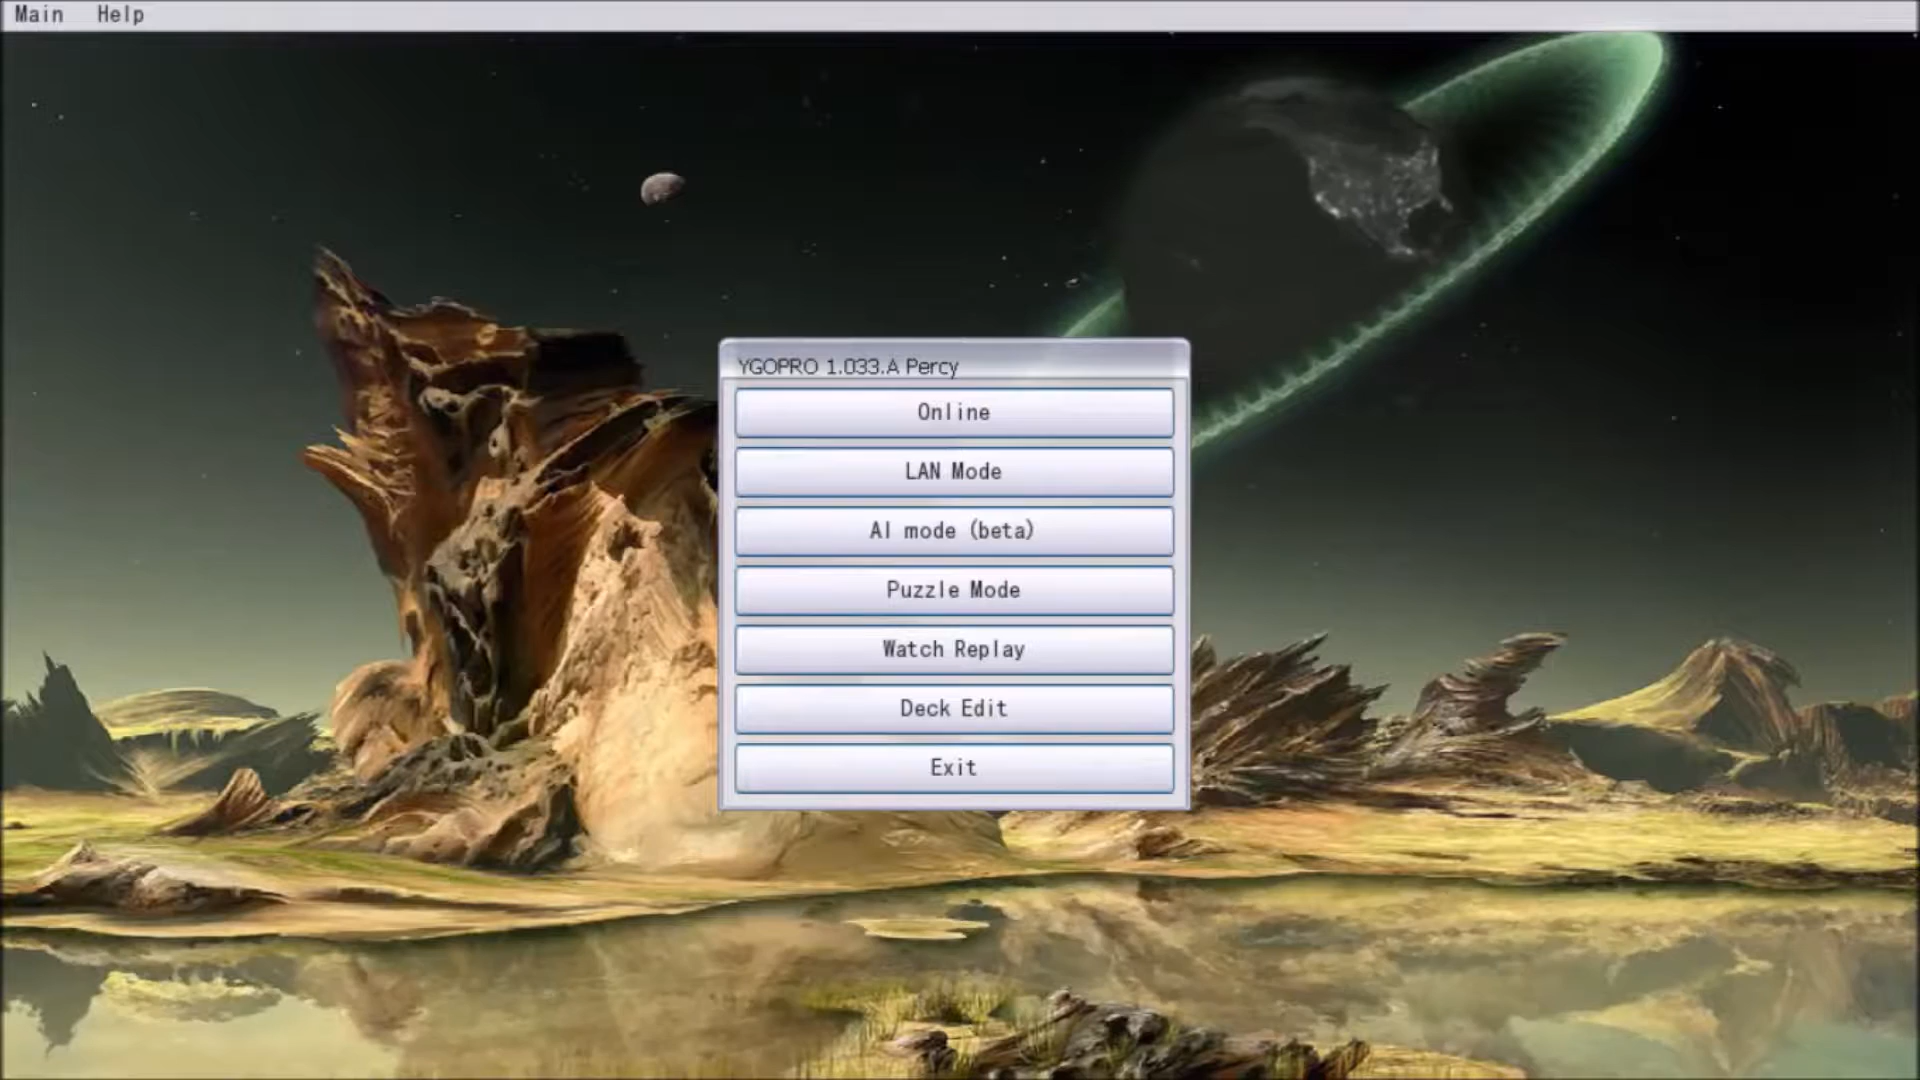 Main Help
YGOPRO 1.033.A Percy
Online
LAN Mode
AI mode (beta)
Puzzle Mode
Watch Replay
Deck Edit
Exit